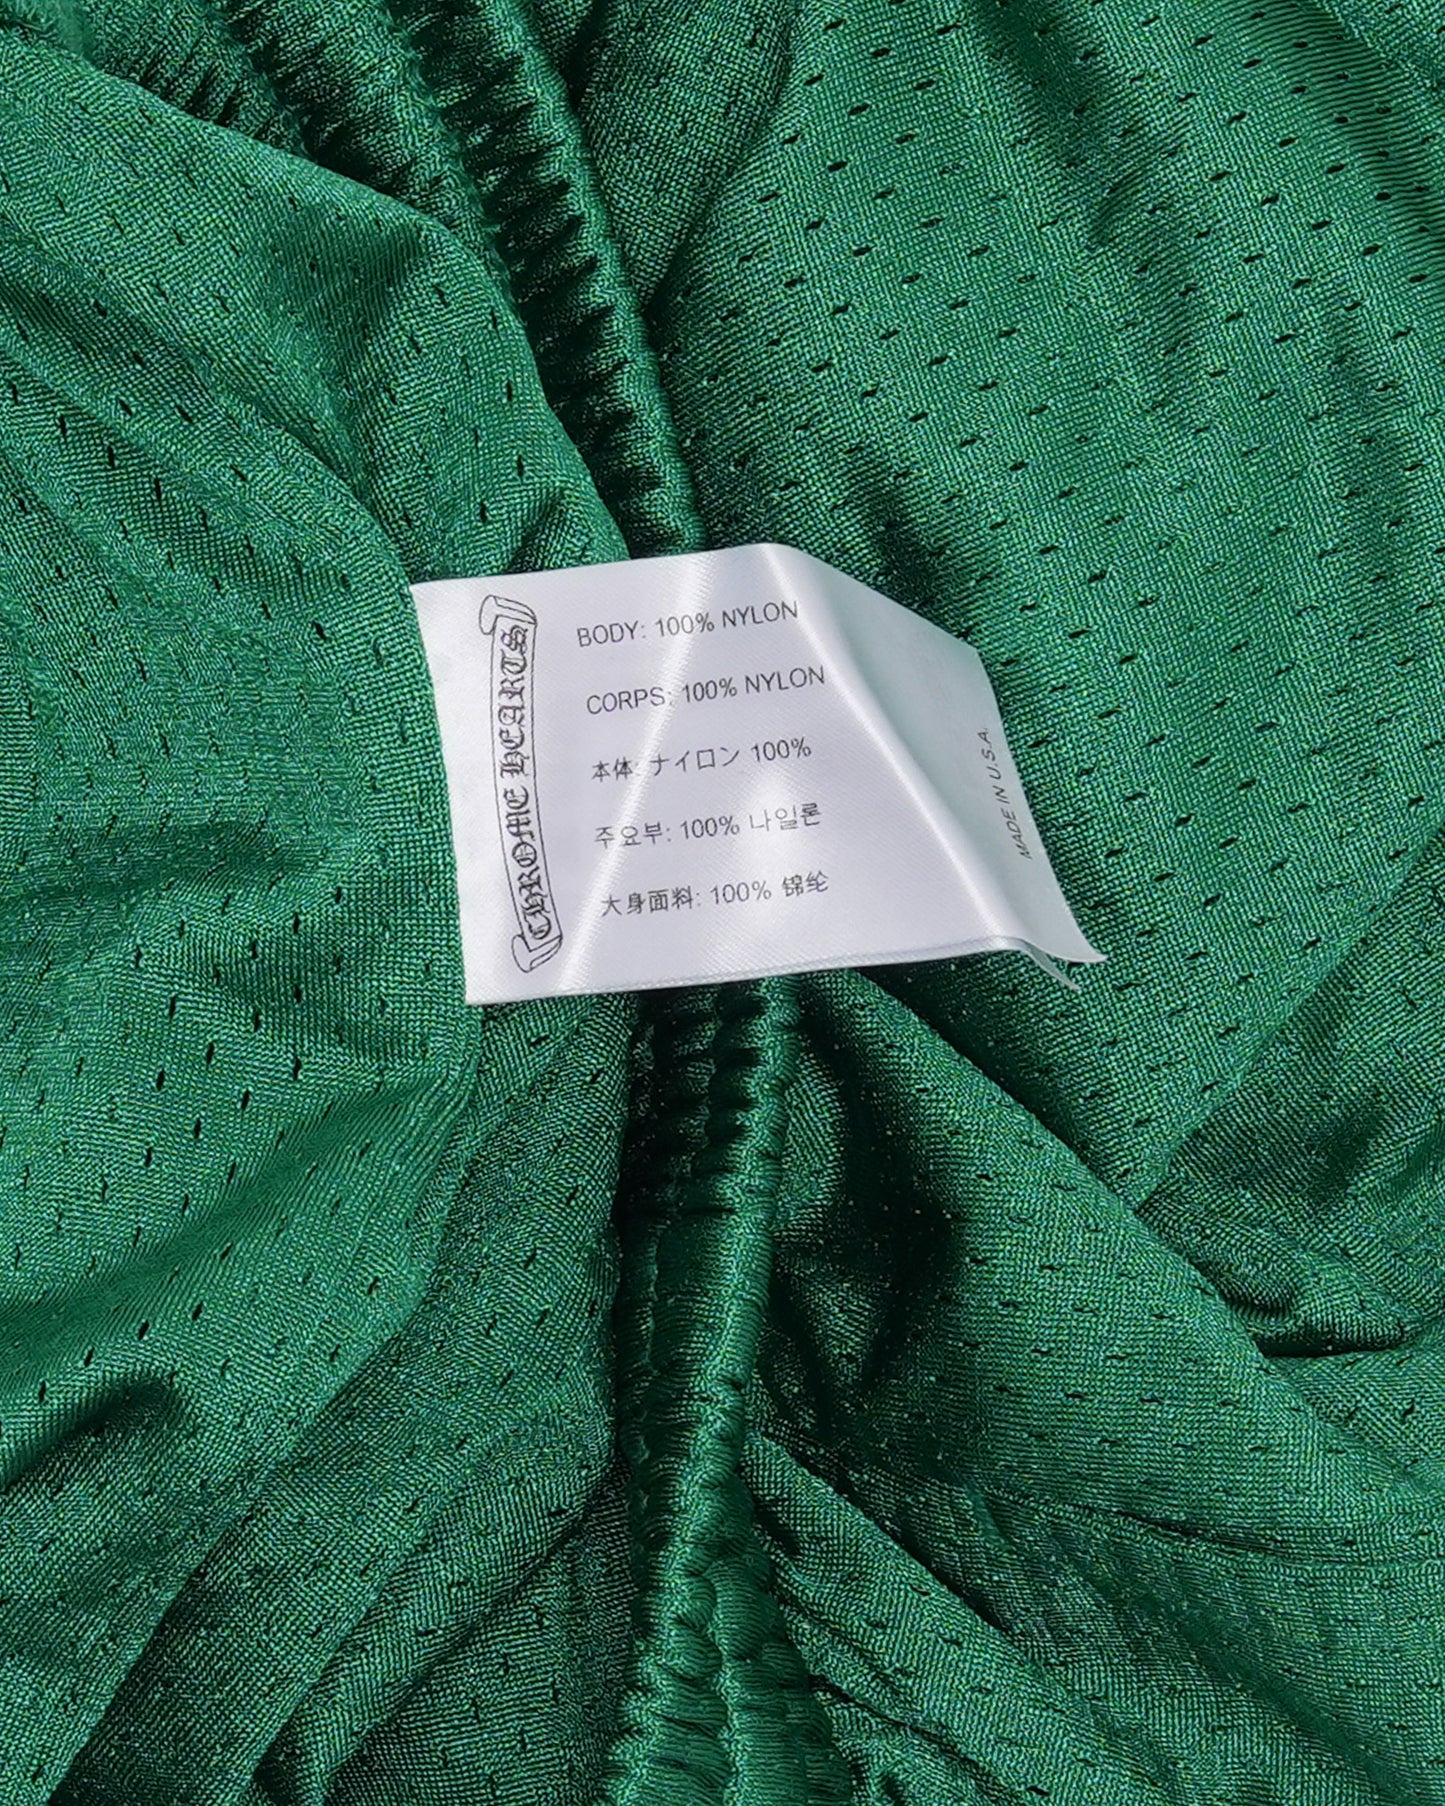 CHROME HEARTS
BODY: 100% NYLON
CORPS: 100% NYLON
本体: ナイロン 100%
주요부: 100% 나일론
大身面料: 100% 锦纶
MADE IN U.S.A.